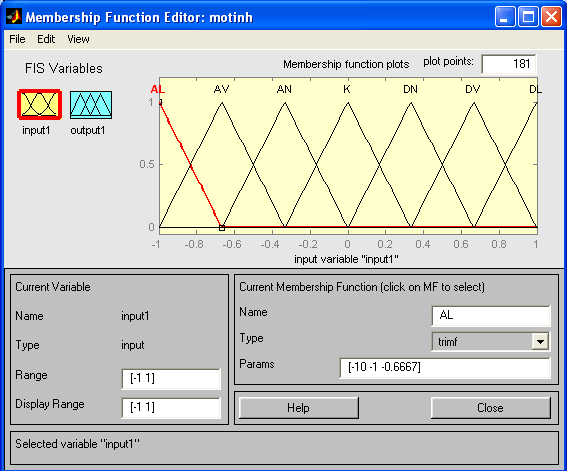 Membership Function Editor: motinh
File Edit View
FIS Variables
Membership function plots plot points: 181
AL AV AN K DN DV DL
input1 output1
1
0.5
0
-1 -0.8 -0.6 -0.4 -0.2 0 0.2 0.4 0.6 0.8 1
input variable "input1"
Current Variable
Name input1
Type input
Range [-1 1]
Display Range [-1 1]
Current Membership Function (click on MF to select)
Name AL
Type trimf
Params [-10 -1 -0.6667]
Help Close
Selected variable "input1"